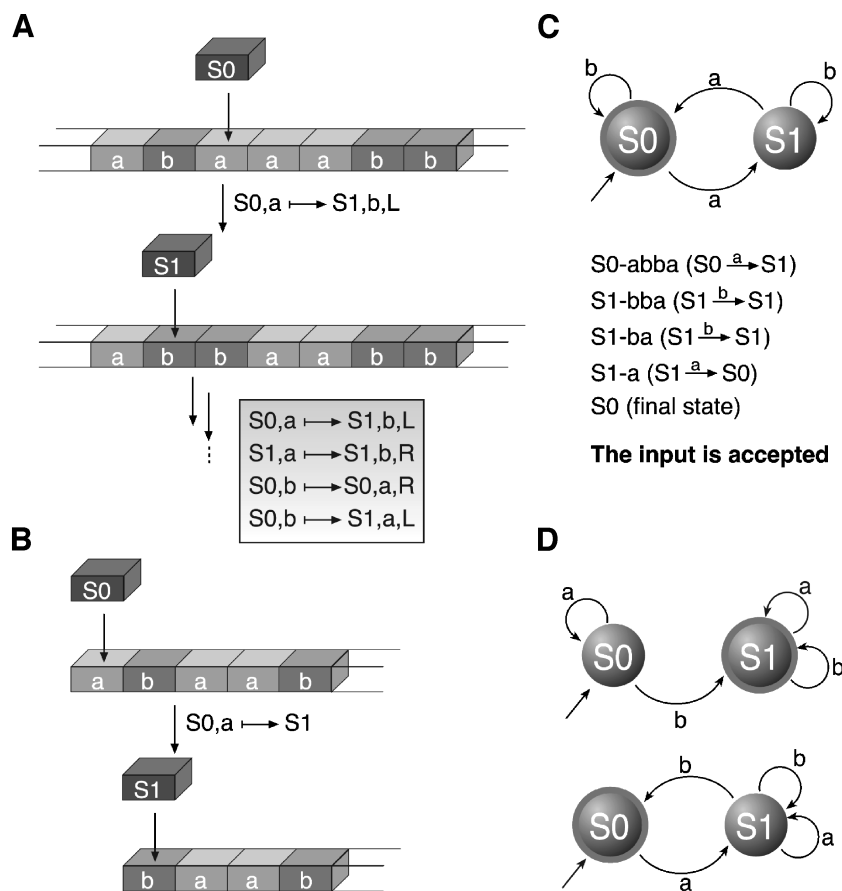 A
S0
a b a a a b b
S0,a ⟼ S1,b,L
S1
a b b a a b b
S0,a ⟼ S1,b,L
S1,a ⟼ S1,b,R
S0,b ⟼ S0,a,R
S0,b ⟼ S1,a,L
B
S0
a b a a b
S0,a ⟼ S1
S1
b a a b
C
b a b
S0 S1
a
S0-abba (S0 a→ S1)
S1-bba (S1 b→ S1)
S1-ba (S1 b→ S1)
S1-a (S1 a→ S0)
S0 (final state)
The input is accepted
D
a a
S0 S1
b
b
b b
S0 S1
a
a